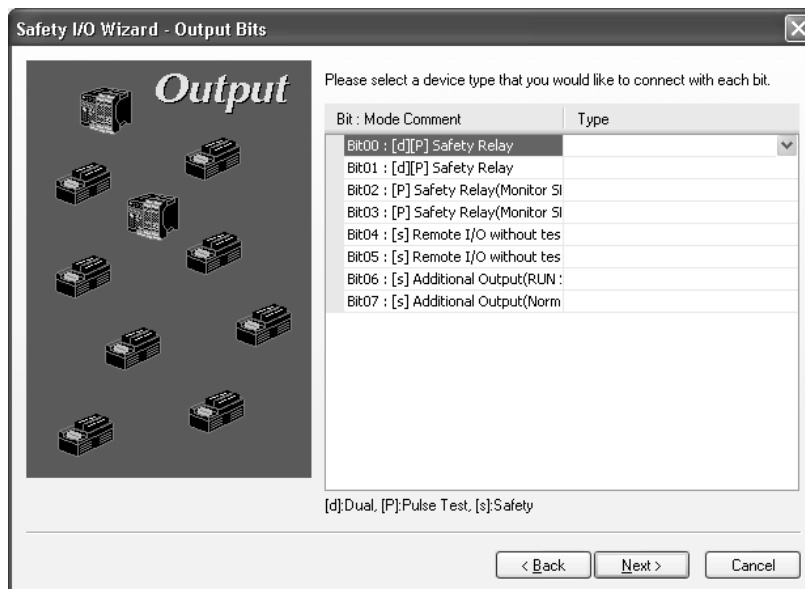 Safety I/O Wizard - Output Bits
Output
Please select a device type that you would like to connect with each bit.
Bit : Mode Comment Type
Bit00 : [d][P] Safety Relay
Bit01 : [d][P] Safety Relay
Bit02 : [P] Safety Relay(Monitor SI
Bit03 : [P] Safety Relay(Monitor SI
Bit04 : [s] Remote I/O without tes
Bit05 : [s] Remote I/O without tes
Bit06 : [s] Additional Output(RUN :
Bit07 : [s] Additional Output(Norm
[d]:Dual, [P]:Pulse Test, [s]:Safety
< Back Next > Cancel